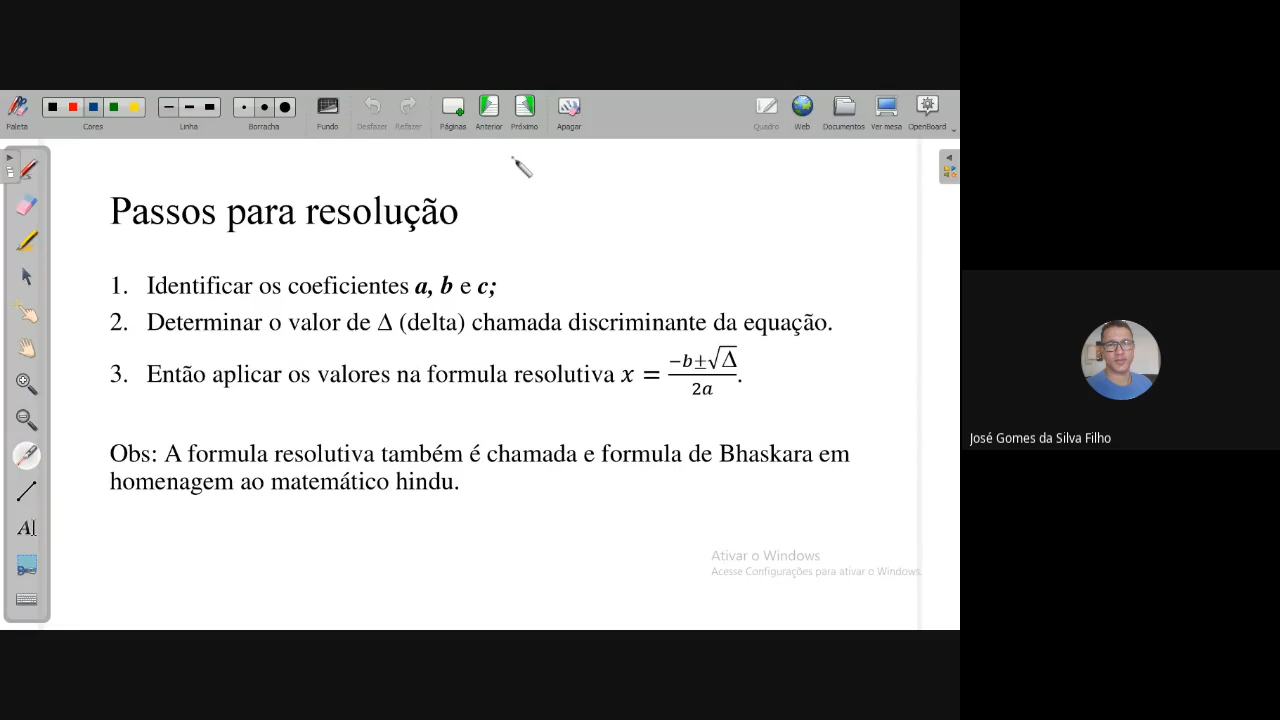 Paleta
Cores
Linha
Borracha
Fundo
Desfazer
Refazer
Páginas
Anterior
Próximo
Apagar
Quadro
Web
Documentos
Ver mesa
OpenBoard
Passos para resolução
1. Identificar os coeficientes a, b e c;
2. Determinar o valor de Δ (delta) chamada discriminante da equação.
3. Então aplicar os valores na formula resolutiva x = −b±√Δ / 2a.
Obs: A formula resolutiva também é chamada e formula de Bhaskara em
homenagem ao matemático hindu.
Ativar o Windows
Acesse Configurações para ativar o Windows.
José Gomes da Silva Filho